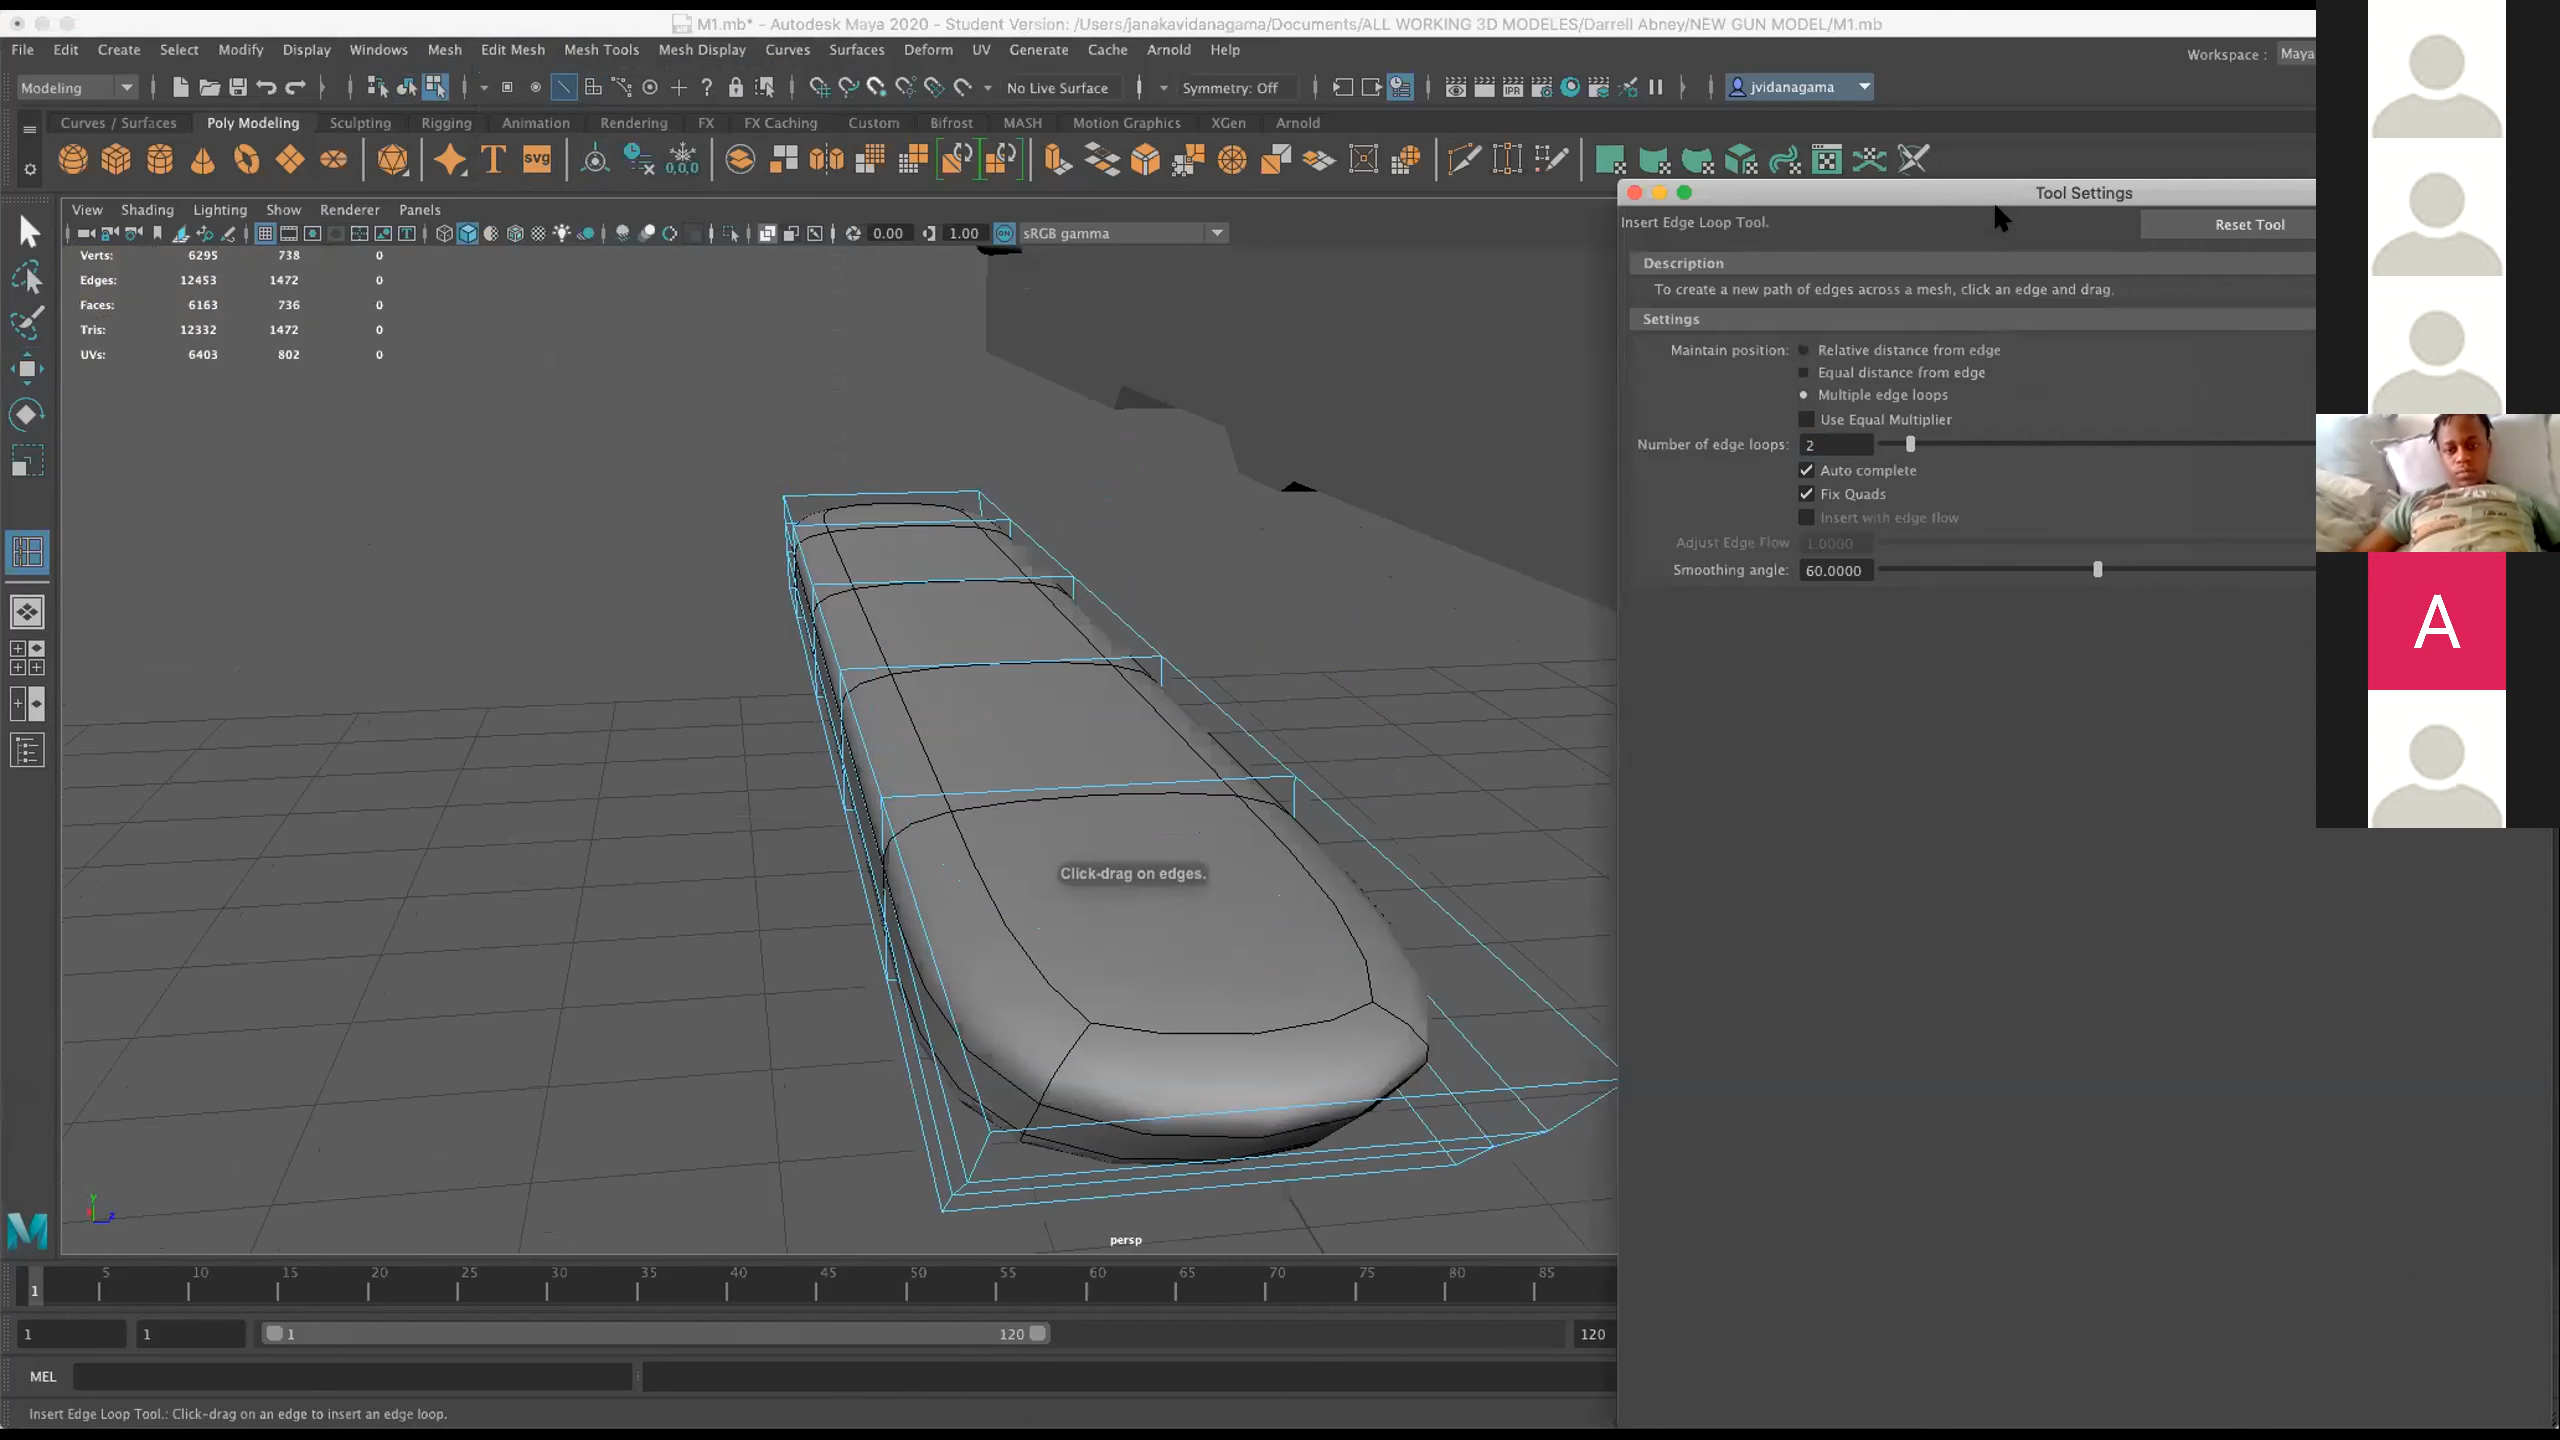 M1.mb* - Autodesk Maya 2020 - Student Version: /Users/janakavidanagama/Documents/ALL WORKING 3D MODELES/Darrell Abney/NEW GUN MODEL/M1.mb
File Edit Create Select Modify Display Windows Mesh Edit Mesh Mesh Tools Mesh Display Curves Surfaces Deform UV Generate Cache Arnold Help
Workspace : Maya
Modeling No Live Surface Symmetry: Off jvidanagama
Curves / Surfaces Poly Modeling Sculpting Rigging Animation Rendering FX FX Caching Custom Bifrost MASH Motion Graphics XGen Arnold
T svg 0,0,0
View Shading Lighting Show Renderer Panels
IPR
0.00 1.00 ON sRGB gamma
Verts: 6295 738 0
Edges: 12453 1472 0
Faces: 6163 736 0
Tris: 12332 1472 0
UVs: 6403 802 0
Tool Settings
Insert Edge Loop Tool. Reset Tool
Description
To create a new path of edges across a mesh, click an edge and drag.
Settings
Maintain position: Relative distance from edge
Equal distance from edge
Multiple edge loops
Use Equal Multiplier
Number of edge loops: 2
Auto complete
Fix Quads
Insert with edge flow
Adjust Edge Flow 1.0000
Smoothing angle: 60.0000
A
Click-drag on edges.
y
z
persp
M
1 5 10 15 20 25 30 35 40 45 50 55 60 65 70 75 80 85
1 1 1 120 120
MEL
Insert Edge Loop Tool.: Click-drag on an edge to insert an edge loop.